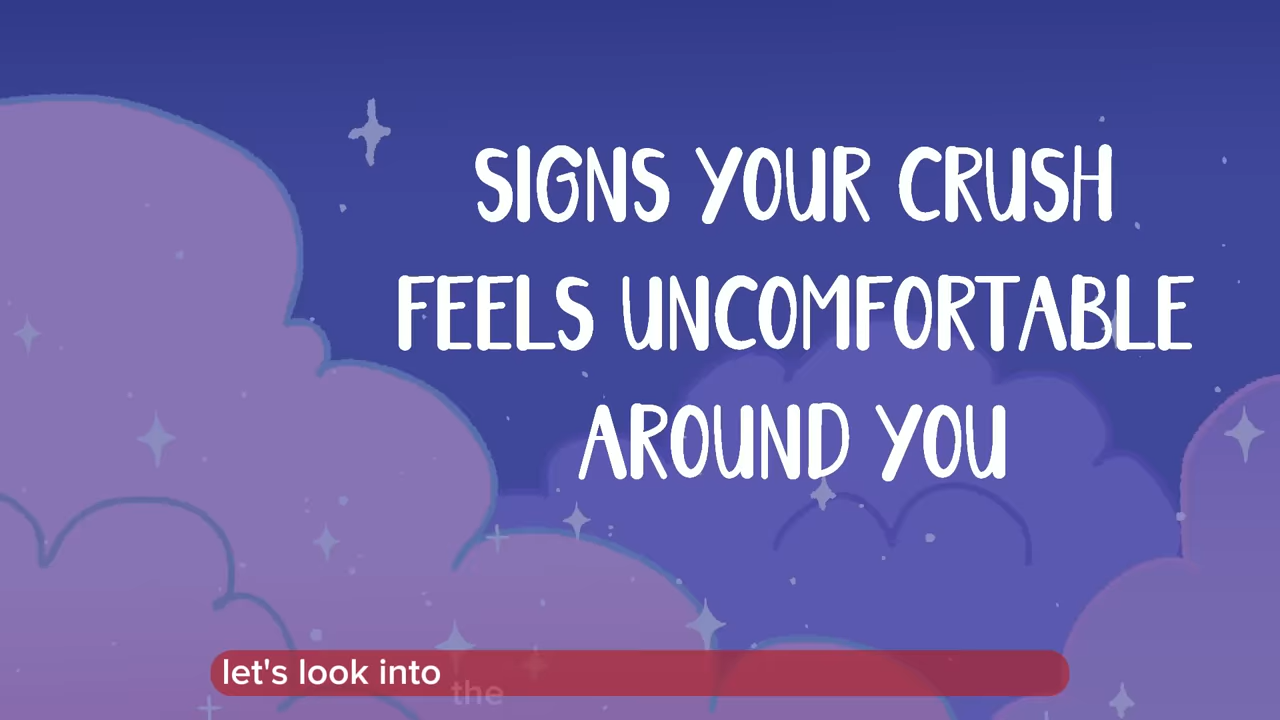 SIGNS YOUR CRUSH
FEELS UNCOMFORTABLE
AROUND YOU
let's look into
the